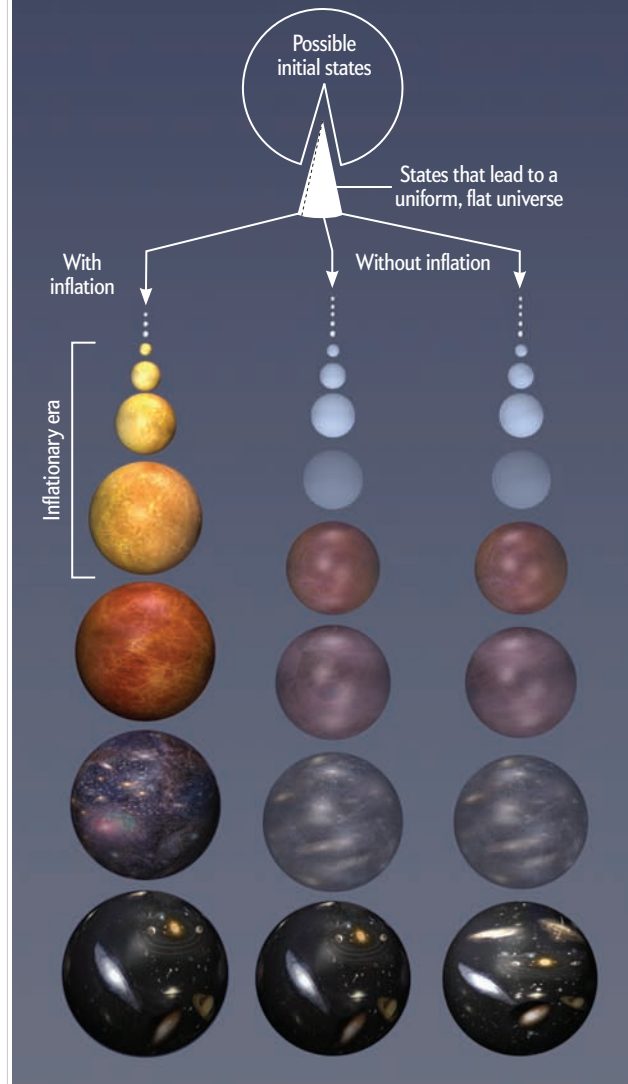 Possible
initial states
States that lead to a
uniform, flat universe
With
inflation
Without inflation
Inflationary era